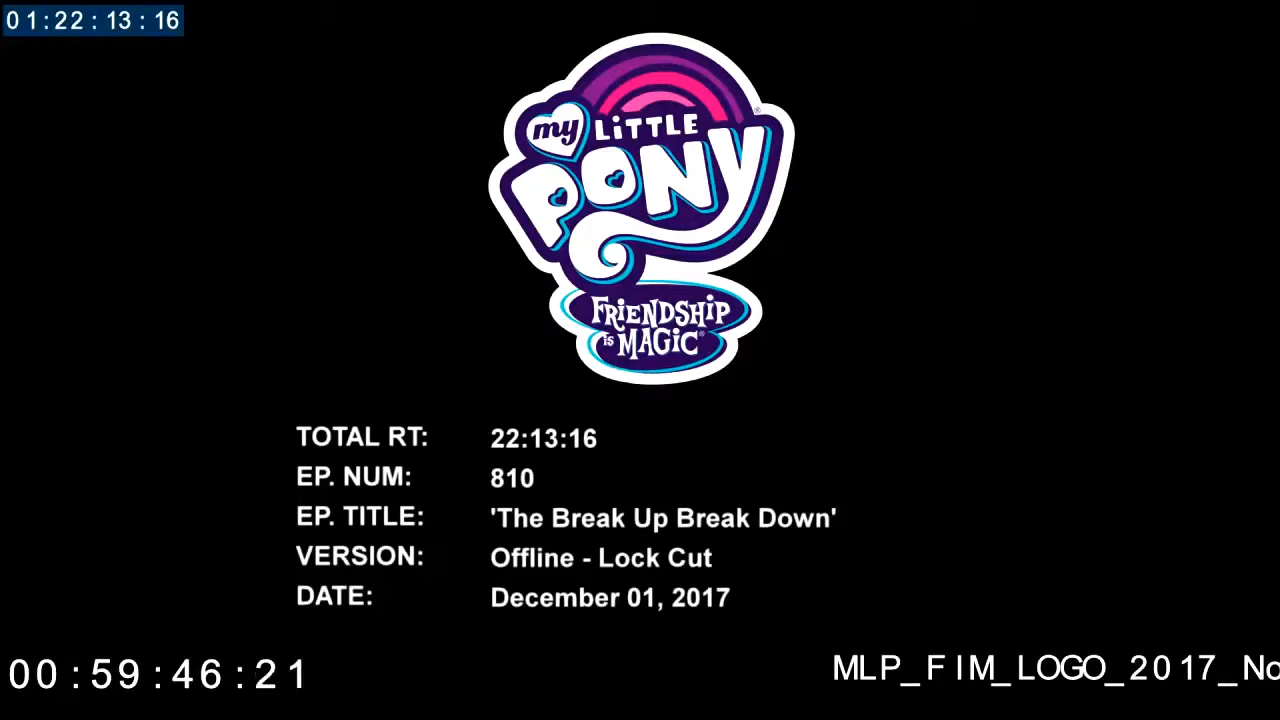 01:22:13:16
my LiTTLE
PONY
FRiENDSHiP
is MAGiC
TOTAL RT: 22:13:16
EP. NUM: 810
EP. TITLE: 'The Break Up Break Down'
VERSION: Offline - Lock Cut
DATE: December 01, 2017
00:59:46:21
MLP_FIM_LOGO_2017_No